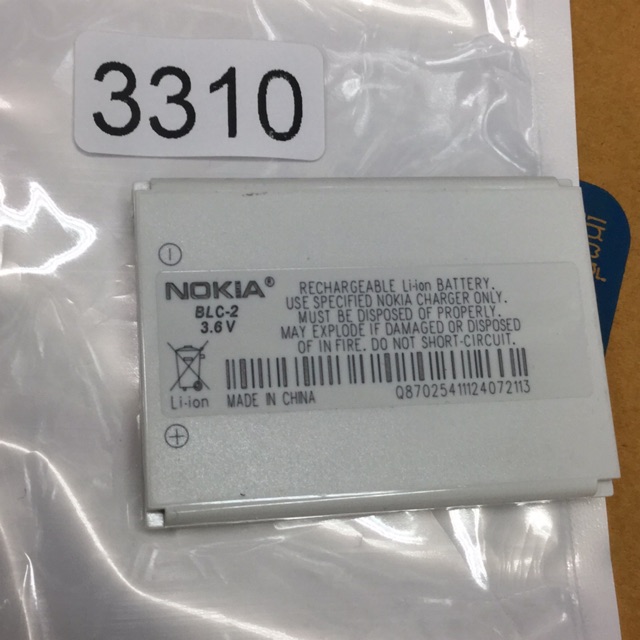 3310
NOKIA®
BLC-2
3.6V
Li-ion
RECHARGEABLE Li-ion BATTERY.
USE SPECIFIED NOKIA CHARGER ONLY.
MUST BE DISPOSED OF PROPERLY.
MAY EXPLODE IF DAMAGED OR DISPOSED
OF IN FIRE. DO NOT SHORT-CIRCUIT.
MADE IN CHINA
Q870254111124072113